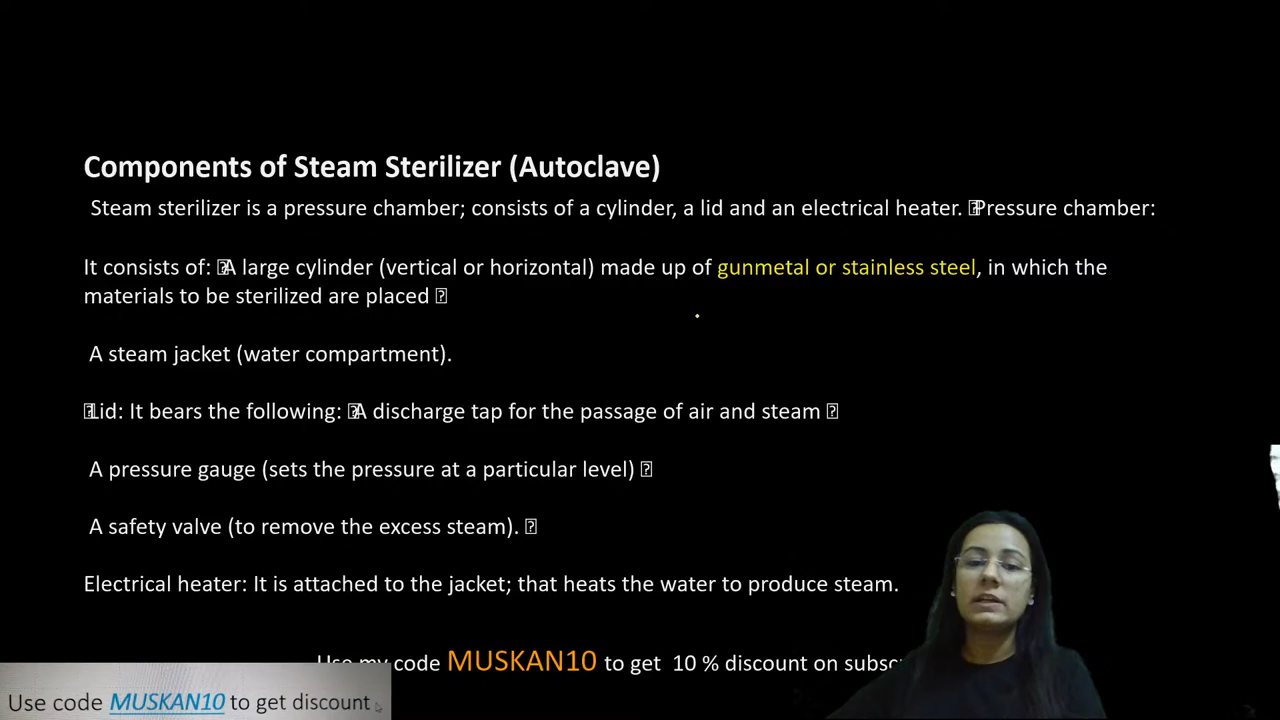 Components of Steam Sterilizer (Autoclave)
Steam sterilizer is a pressure chamber; consists of a cylinder, a lid and an electrical heater. Pressure chamber:
It consists of: A large cylinder (vertical or horizontal) made up of gunmetal or stainless steel, in which the
materials to be sterilized are placed
A steam jacket (water compartment).
Lid: It bears the following: A discharge tap for the passage of air and steam
A pressure gauge (sets the pressure at a particular level)
A safety valve (to remove the excess steam).
Electrical heater: It is attached to the jacket; that heats the water to produce steam.
Use my code MUSKAN10 to get 10 % discount on
Use code MUSKAN10 to get discount